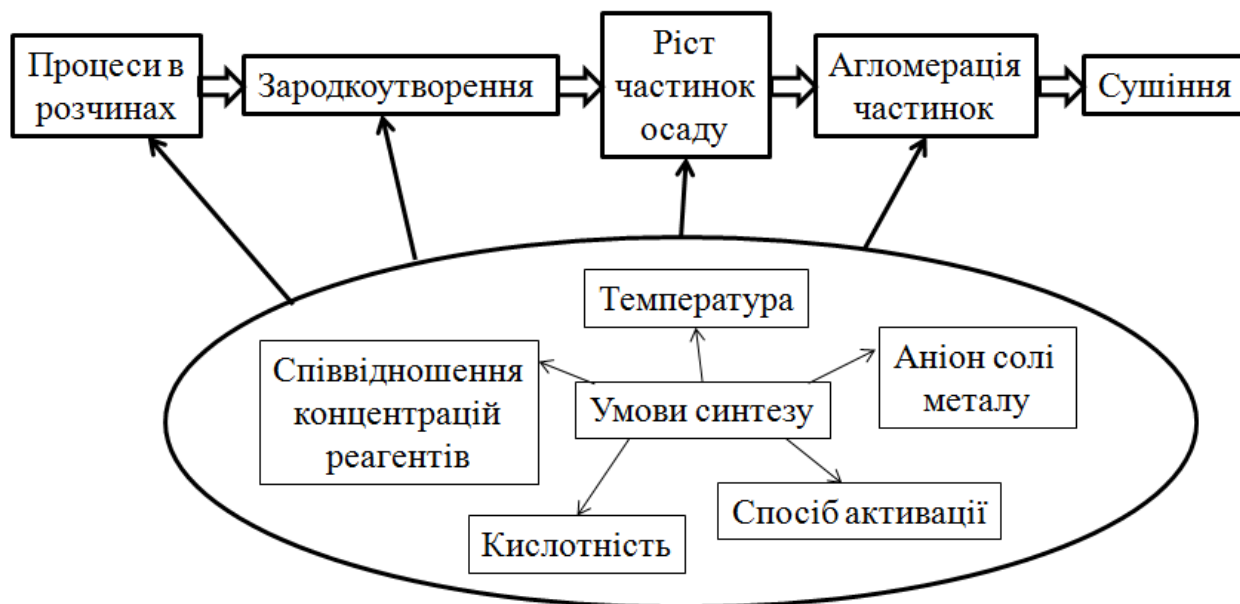 Процеси в
розчинах
Зародкоутворення
Ріст
частинок
осаду
Агломерація
частинок
Сушіння
Температура
Співвідношення
концентрацій
реагентів
Умови синтезу
Аніон солі
металу
Кислотність
Спосіб активації